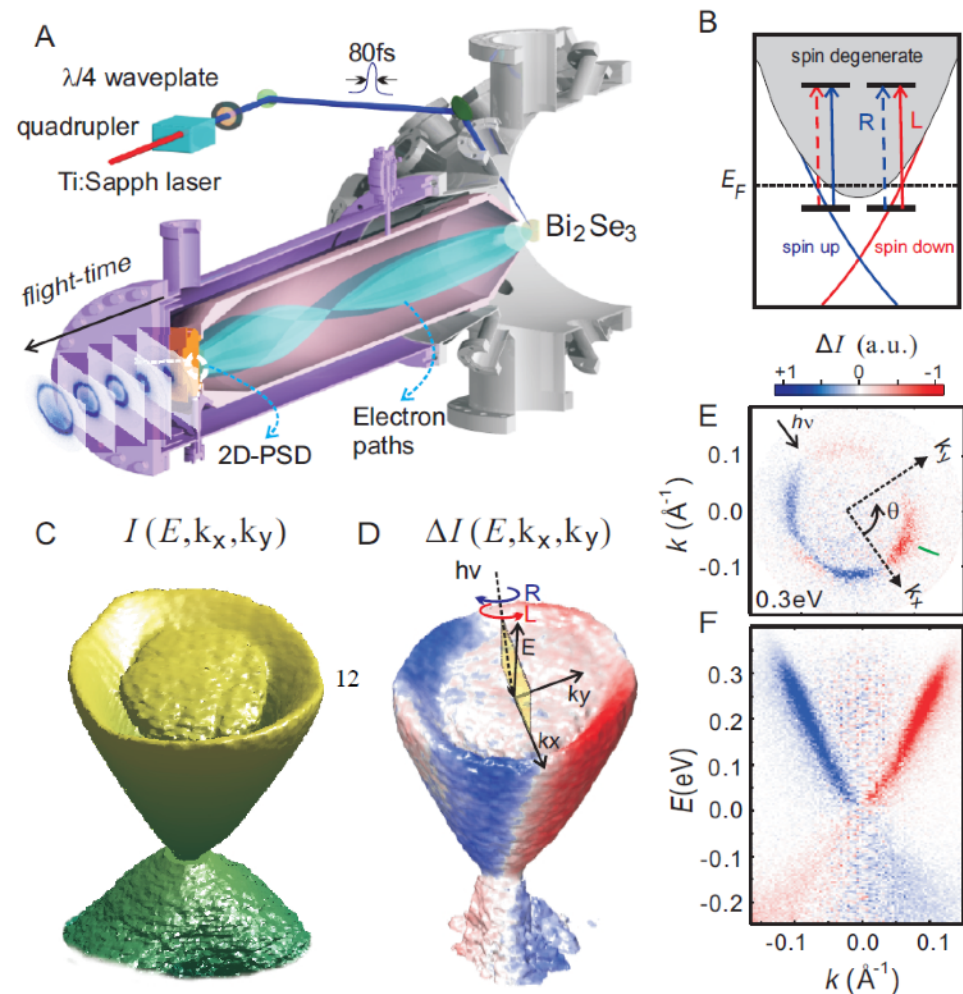 A
80fs
λ/4 waveplate
quadrupler
Ti:Sapph laser
Bi2Se3
flight-time
Electron
paths
2D-PSD
B
spin degenerate
R
L
EF
spin up
spin down
ΔI (a.u.)
+1
0
-1
C
I (E,kx,ky)
12
D
ΔI (E,kx,ky)
hν
R
L
E
ky
kx
E
hν
ky
θ
kx
k (Å-1)
0.1
0.0
-0.1
0.3eV
F
E(eV)
0.3
0.2
0.1
0.0
-0.1
-0.2
-0.1
0.0
0.1
k (Å-1)